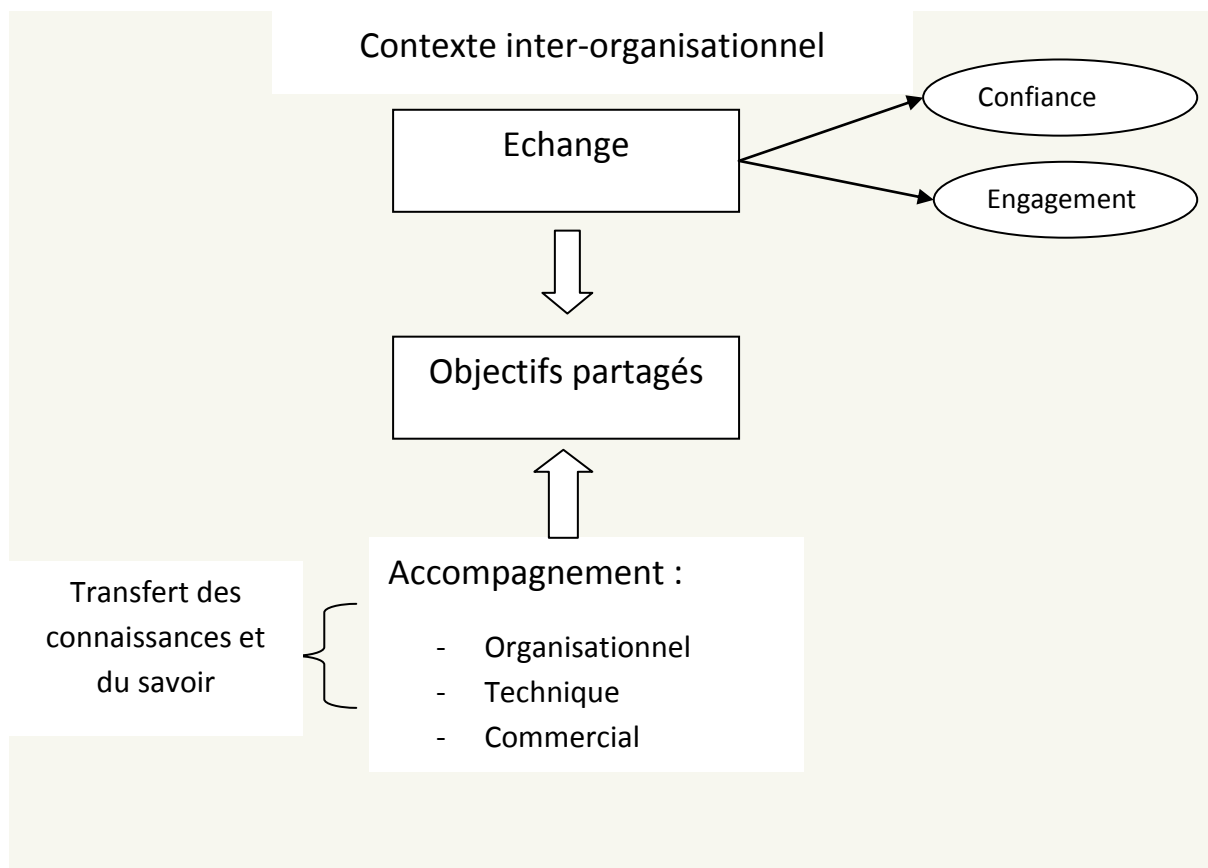 Contexte inter-organisationnel
Echange
Confiance
Engagement
Objectifs partagés
Accompagnement :
- Organisationnel
- Technique
- Commercial
Transfert des
connaissances et
du savoir